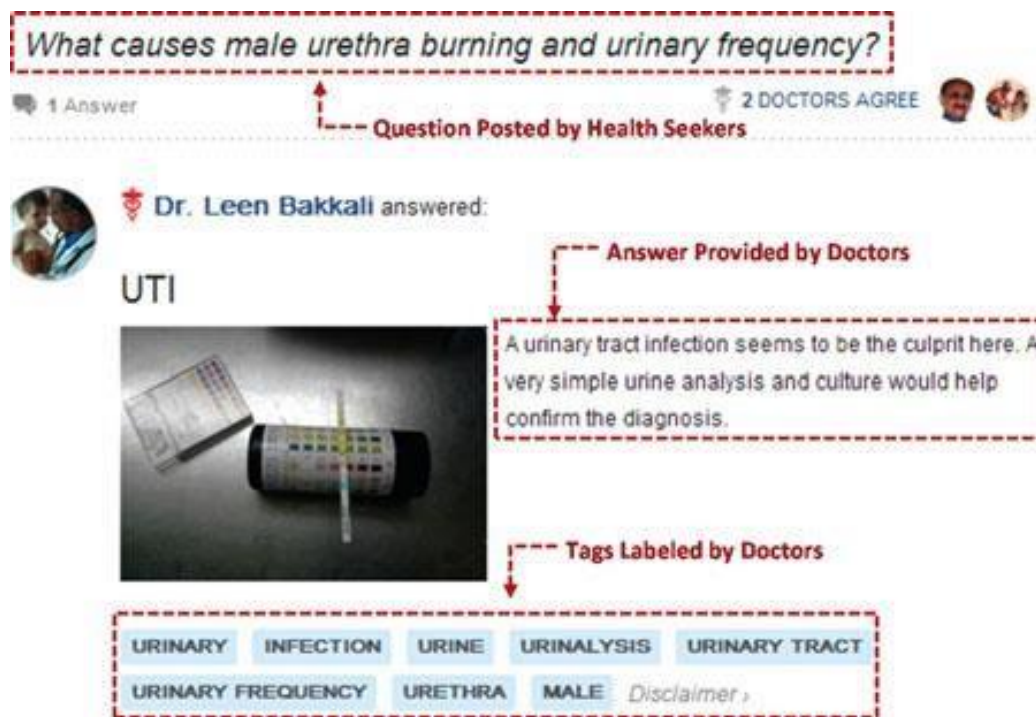 What causes male urethra burning and urinary frequency?
1 Answer
2 DOCTORS AGREE
Question Posted by Health Seekers
Dr. Leen Bakkali answered:
Answer Provided by Doctors
UTI
A urinary tract infection seems to be the culprit here. A
very simple urine analysis and culture would help
confirm the diagnosis.
Tags Labeled by Doctors
URINARY INFECTION URINE URINALYSIS URINARY TRACT
URINARY FREQUENCY URETHRA MALE Disclaimer ›